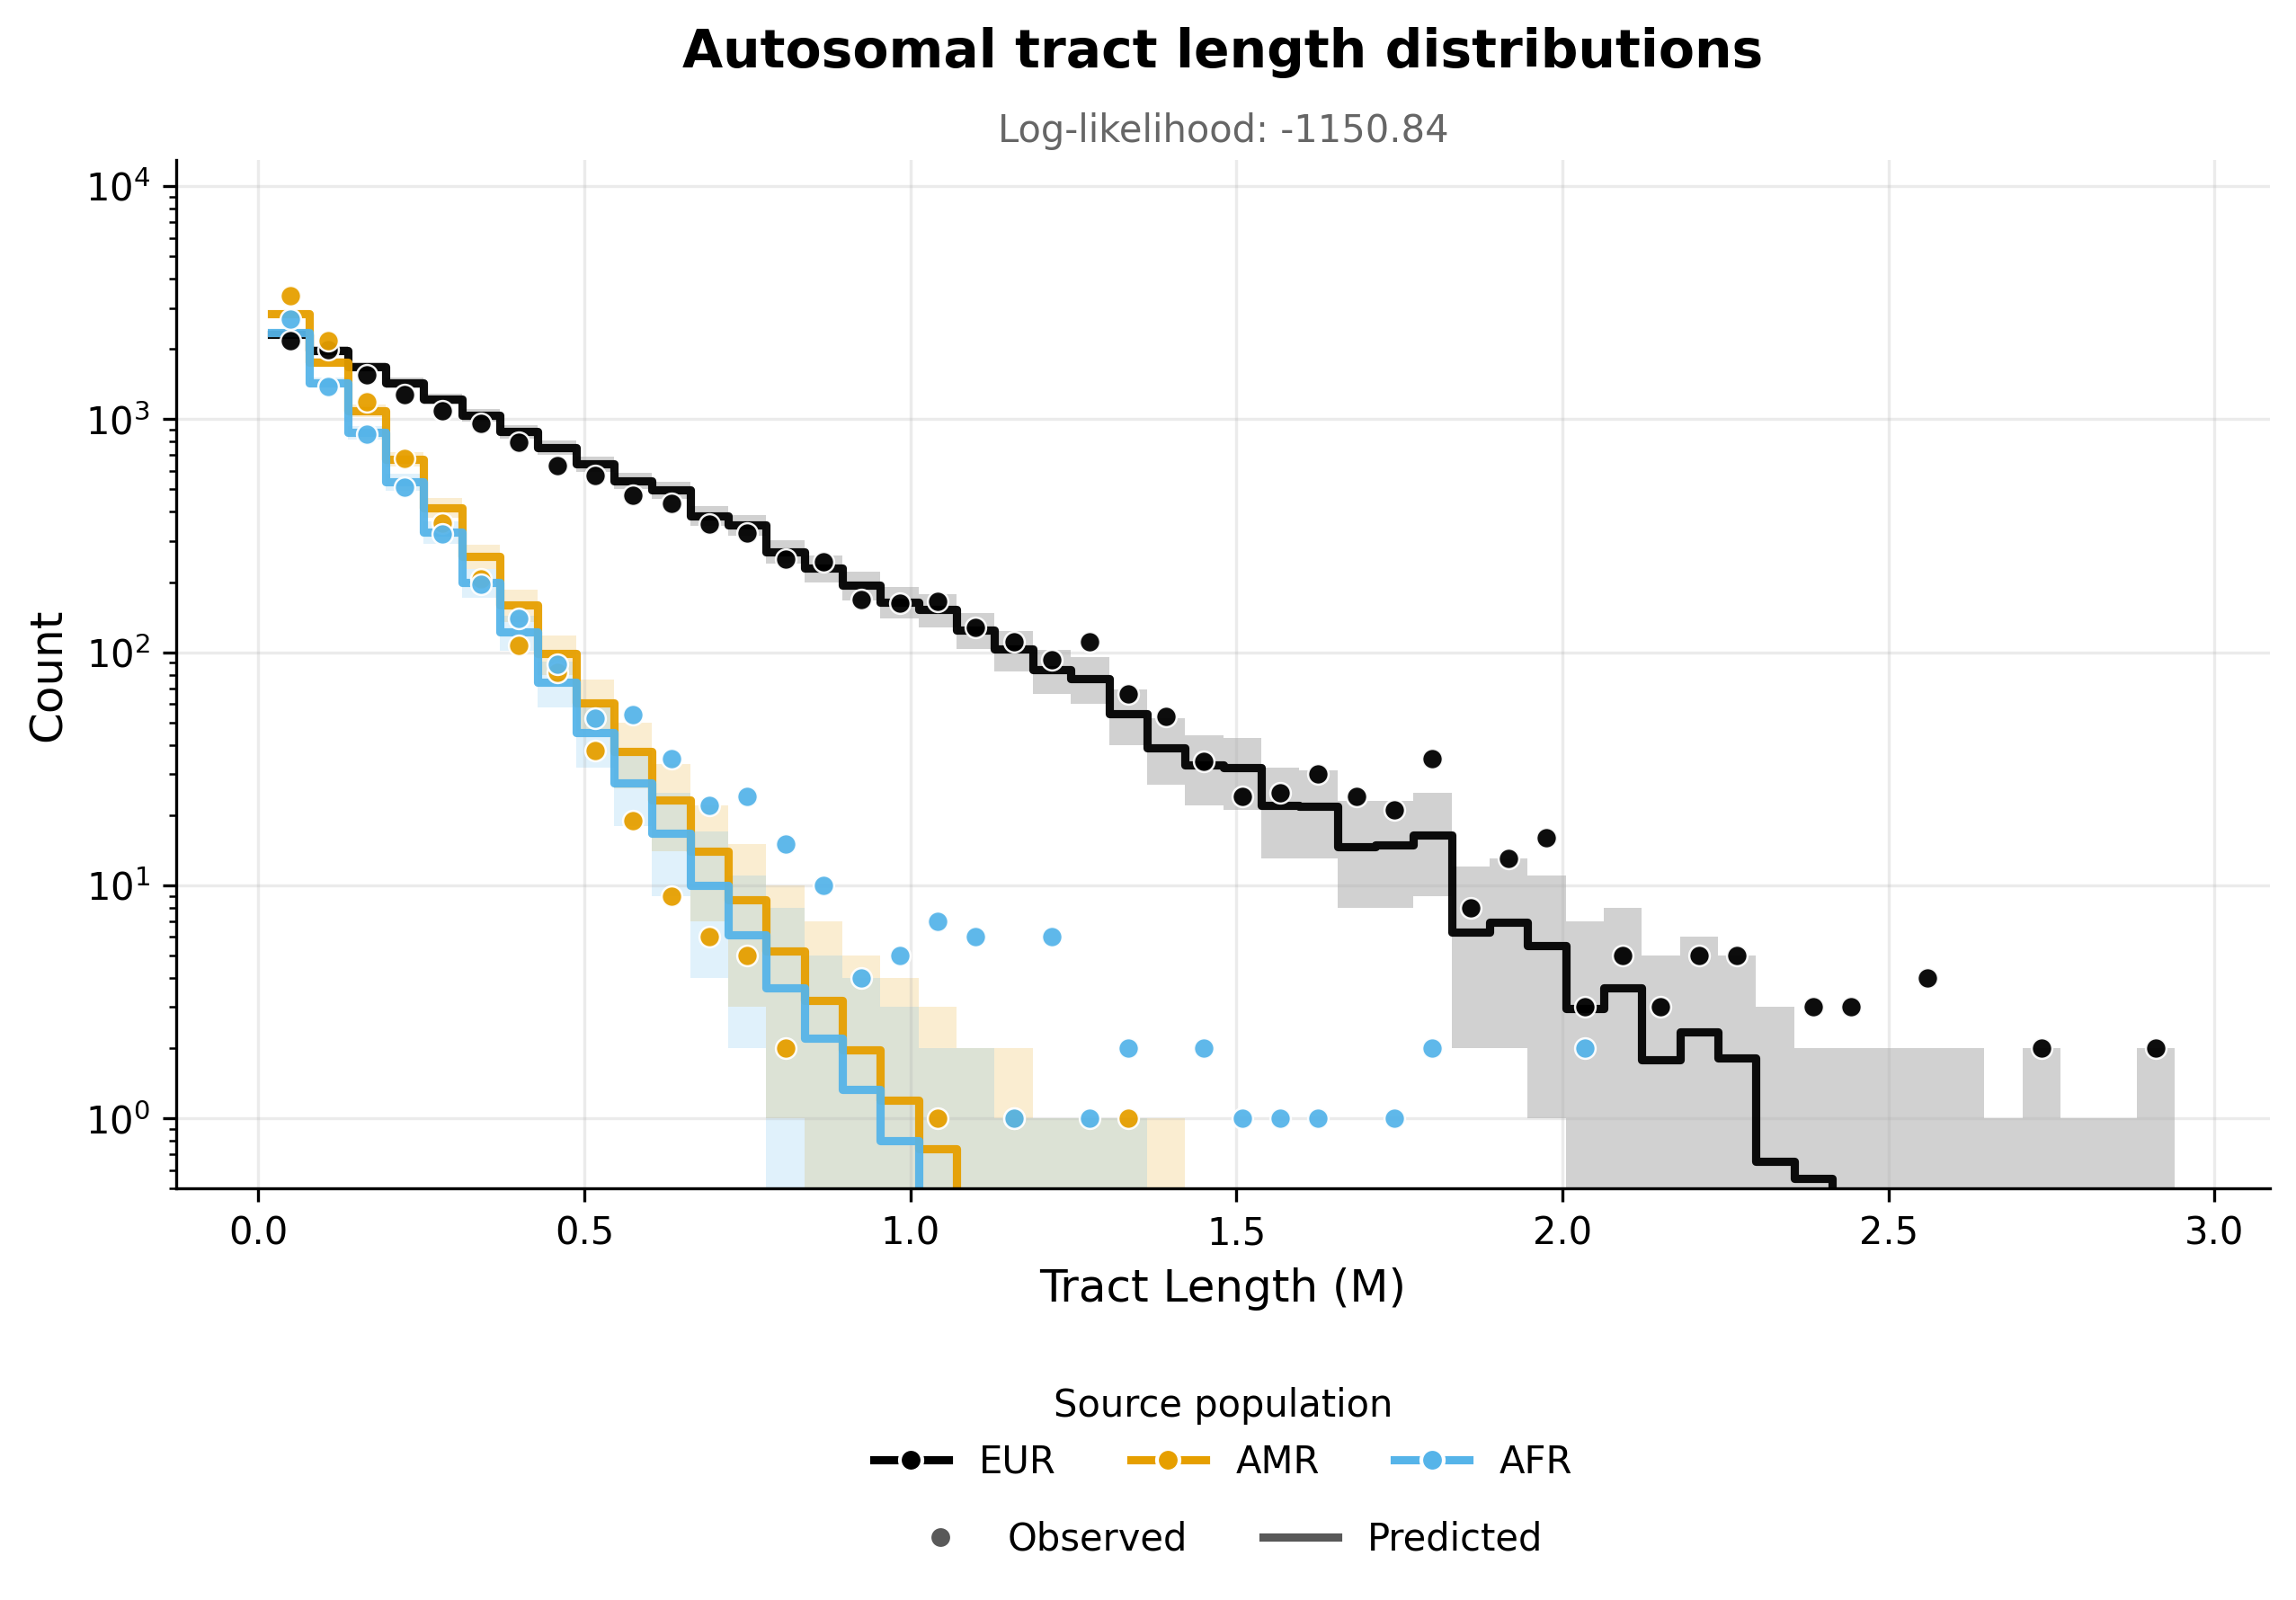 Autosomal tract length distributions
Log-likelihood: -1150.84
10⁴
10³
10²
10¹
10⁰
Count
0.0 0.5 1.0 1.5 2.0 2.5 3.0
Tract Length (M)
Source population
EUR AMR AFR
Observed Predicted